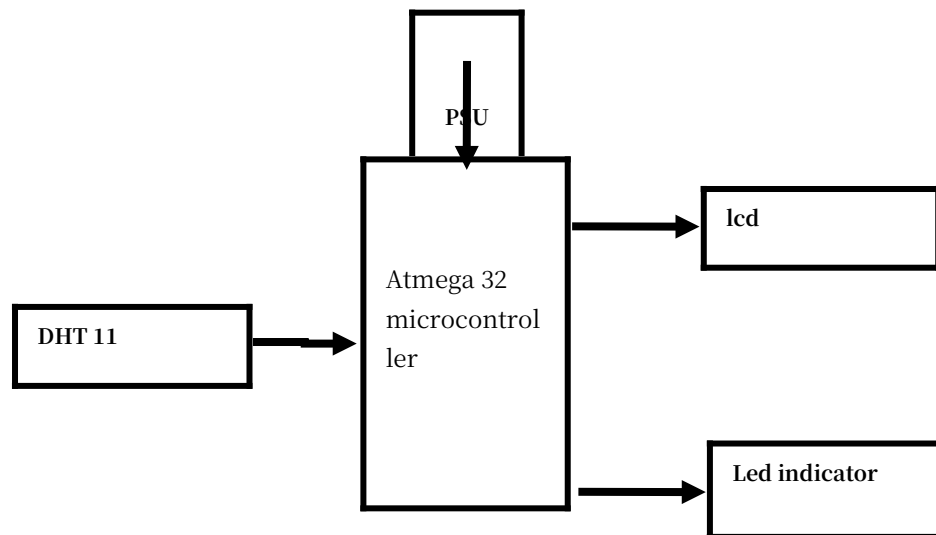 PSU
lcd
Atmega 32
microcontrol
ler
DHT 11
Led indicator